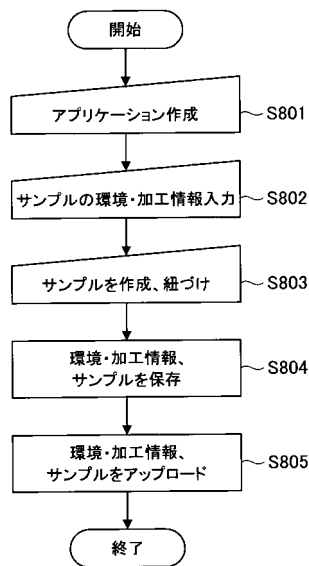 開始
アプリケーション作成
S801
サンプルの環境・加工情報入力
S802
サンプルを作成、紐づけ
S803
環境・加工情報、
サンプルを保存
S804
環境・加工情報、
サンプルをアップロード
S805
終了